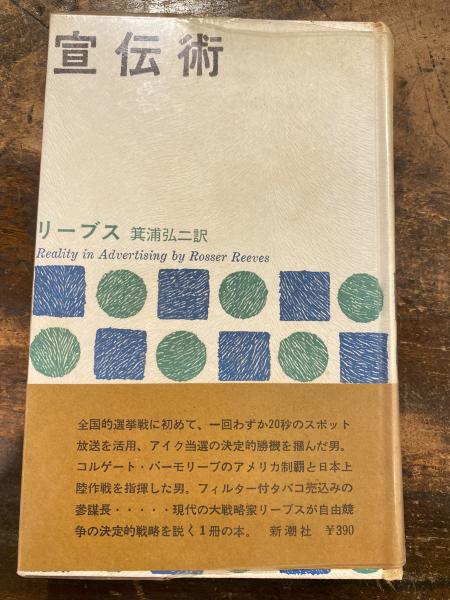 宣伝術
リーブス 箕浦弘二訳
Reality in Advertising by Rosser Reeves
全国的選挙戦に初めて、一回わずか20秒のスポット
放送を活用、アイク当選の決定的勝機を摑んだ男。
コルゲート・パーモリーブのアメリカ制覇と日本上
陸作戦を指揮した男。フィルター付タバコ売込みの
參謀長・・・・・現代の大戦略家リーブスが自由競
争の決定的戦略を説く1冊の本。 新潮社 ¥390